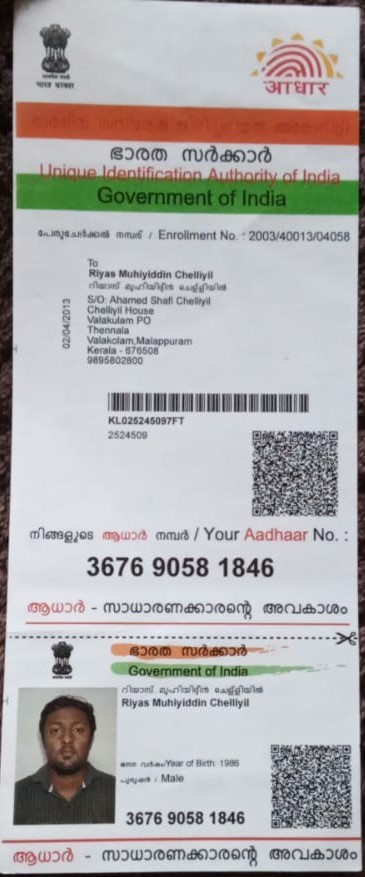 भारत सरकार
आधार
ഭാരത സർക്കാർ
Unique Identification Authority of India
Government of India
പേരുചേർക്കൽ നമ്പര് / Enrollment No. : 2003/40013/04058
02/04/2013
To
Riyas Muhiyiddin Chelliyil
റിയാസ് മുഹിയിദ്ദീൻ ചെള്ളിയിൽ
S/O: Ahamed Shafi Chelliyil
Chelliyil House
Valakulam PO
Thennala
Valakolam,Malappuram
Kerala - 676508
9895802800
KL025245097FT
2524509
നിങ്ങളുടെ ആധാർ നമ്പർ / Your Aadhaar No. :
3676 9058 1846
ആധാർ - സാധാരണക്കാരന്റെ അവകാശം
ഭാരത സർക്കാർ
Government of India
റിയാസ് മുഹിയിദ്ദീൻ ചെള്ളിയിൽ
Riyas Muhiyiddin Chelliyil
ജനന വർഷം/Year of Birth: 1986
പുരുഷൻ / Male
3676 9058 1846
ആധാർ - സാധാരണക്കാരന്റെ അവകാശം